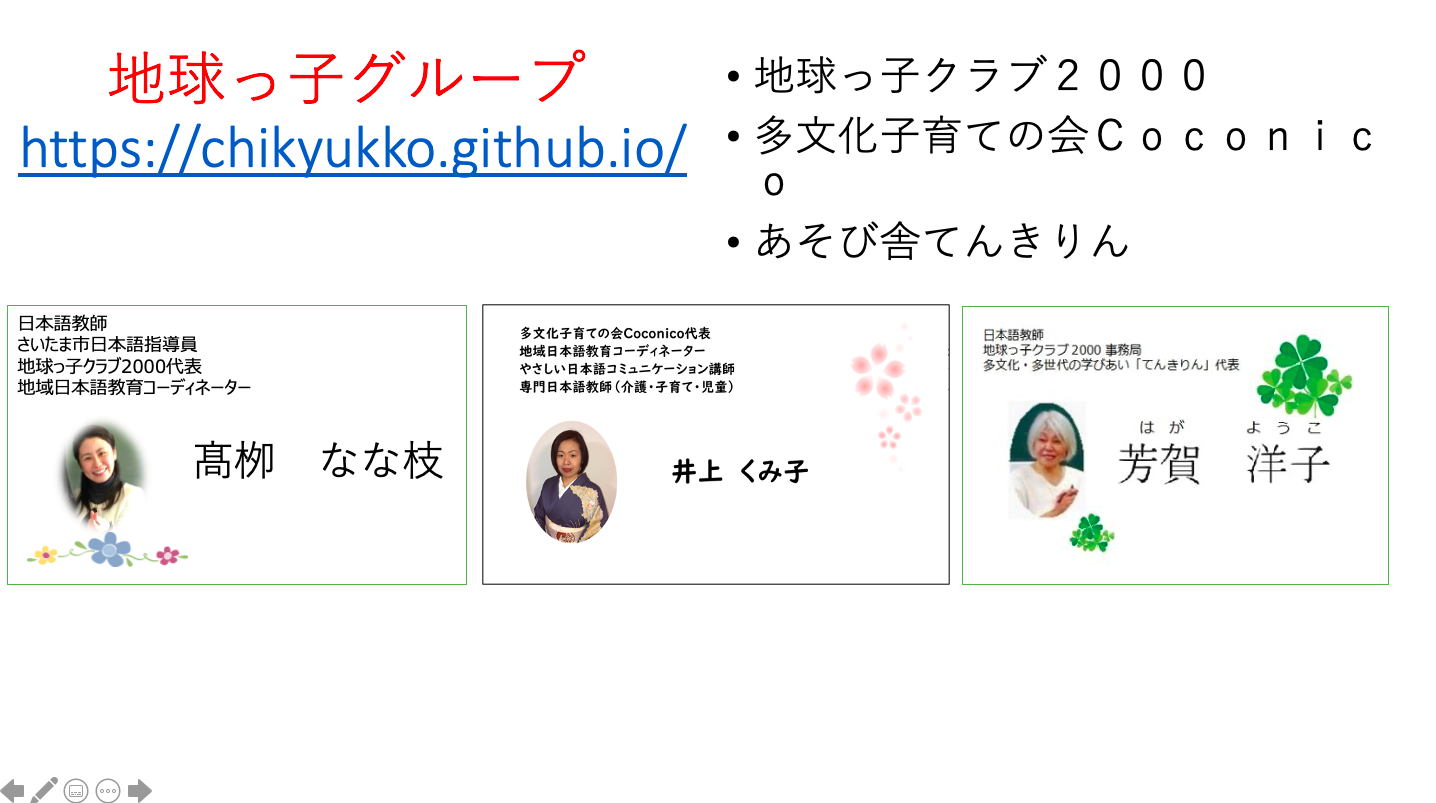 地球っ子グループ
https://chikyukko.github.io/
• 地球っ子クラブ２０００
• 多文化子育ての会Ｃｏｃｏｎｉｃ
ｏ
• あそび舎てんきりん
日本語教師
さいたま市日本語指導員
地球っ子クラブ2000代表
地域日本語教育コーディネーター
髙栁　なな枝
多文化子育ての会Coconico代表
地域日本語教育コーディネーター
やさしい日本語コミュニケーション講師
専門日本語教師（介護・子育て・児童）
井上 くみ子
日本語教師
地球っ子クラブ 2000 事務局
多文化・多世代の学びあい「てんきりん」代表
はが　ようこ
芳賀　洋子